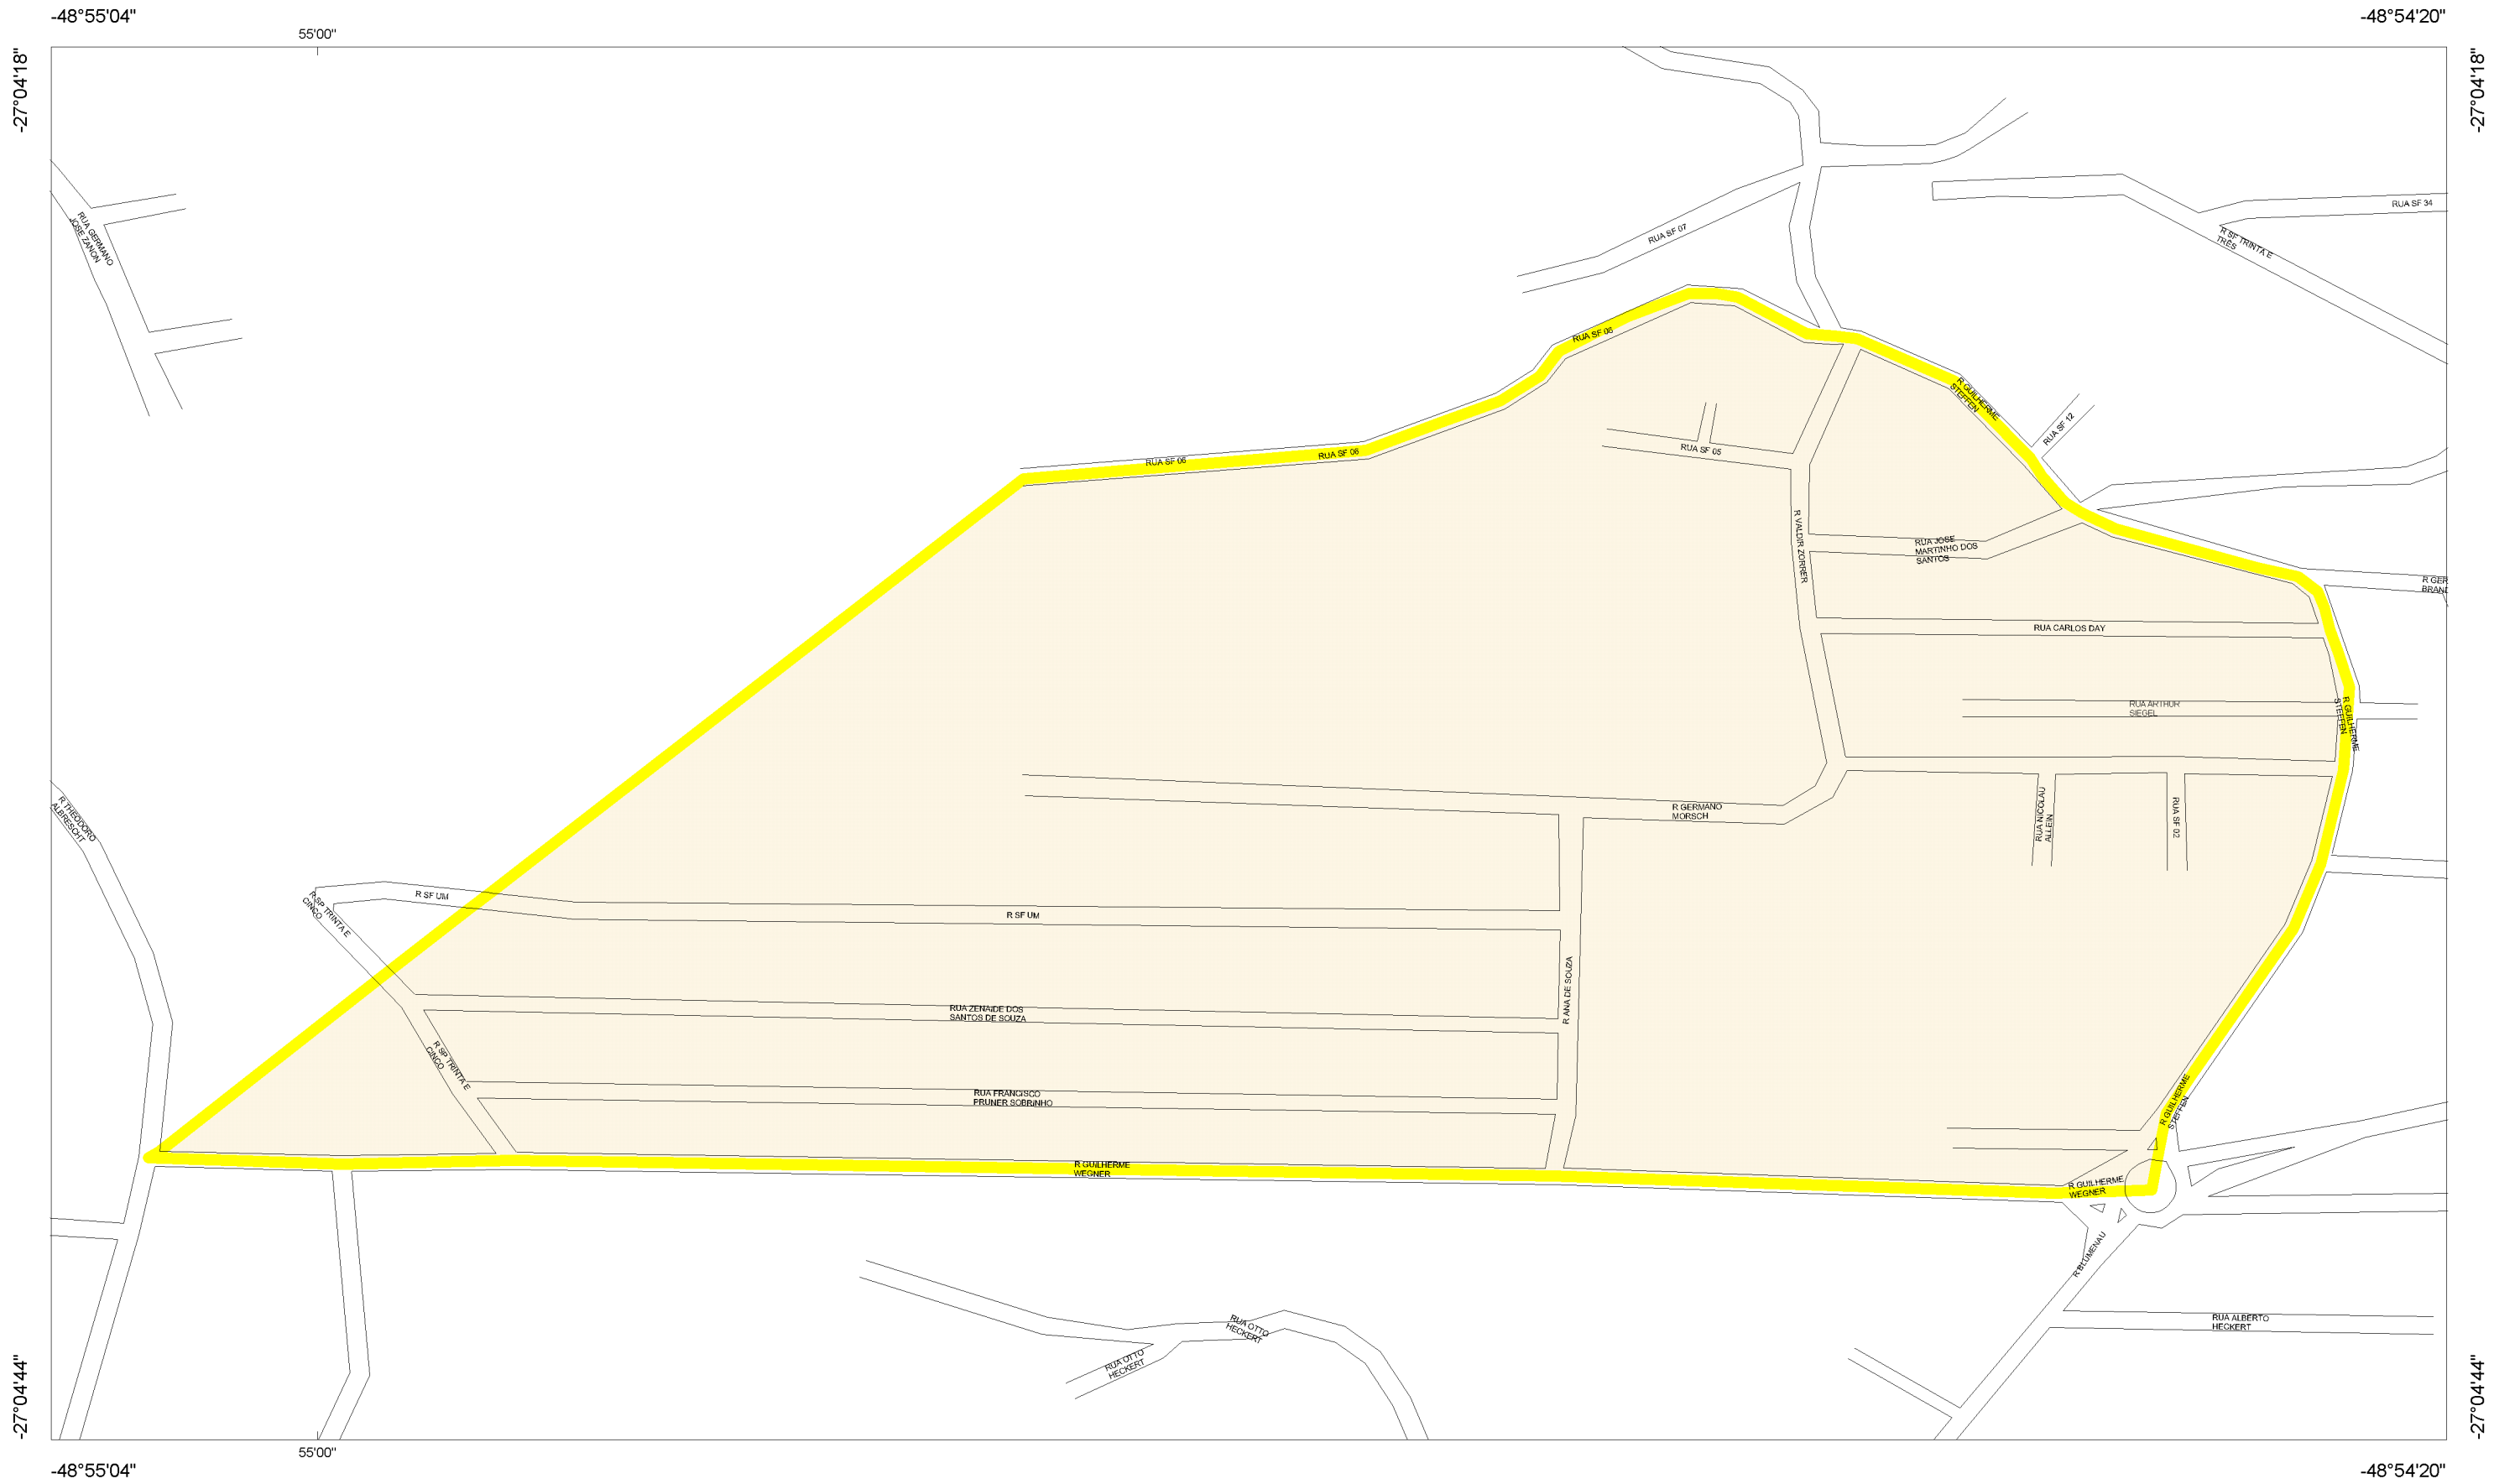 -48°55'04"
-48°54'20"
55'00"
-27°04'18"
-27°04'18"
RUA SF 34
RUA GERMANO
JOSE ZANON
RUA SF 07
R SF TRINTA E
TRÊS
RUA SF 06
R GUILHERME
STEFFEN
RUA SF 12
RUA SF 05
RUA SF 06
RUA SF 06
R VALDIR ZORRER
RUA JOSE
MARTINHO DOS
SANTOS
R GER
BRAND
RUA CARLOS DAY
RUA ARTHUR
SIEGEL
R GUILHERME
STEFFEN
R THEODORO
ALBRESCHT
R GERMANO
MORSCH
RUA NICOLAU
ALLEIN
RUA SF 02
R SF UM
R SP TRINTA E
CINCO
R SF UM
R ANA DE SOUZA
RUA ZENAIDE DOS
SANTOS DE SOUZA
R SP TRINTA E
CINCO
RUA FRANCISCO
PRUNER SOBRINHO
R GUILHERME
STEFFEN
R GUILHERME
WEGNER
R GUILHERME
WEGNER
R BLUMENAU
RUA OTTO
HECKERT
RUA ALBERTO
HECKERT
RUA OTTO
HECKERT
-27°04'44"
-27°04'44"
55'00"
-48°55'04"
-48°54'20"